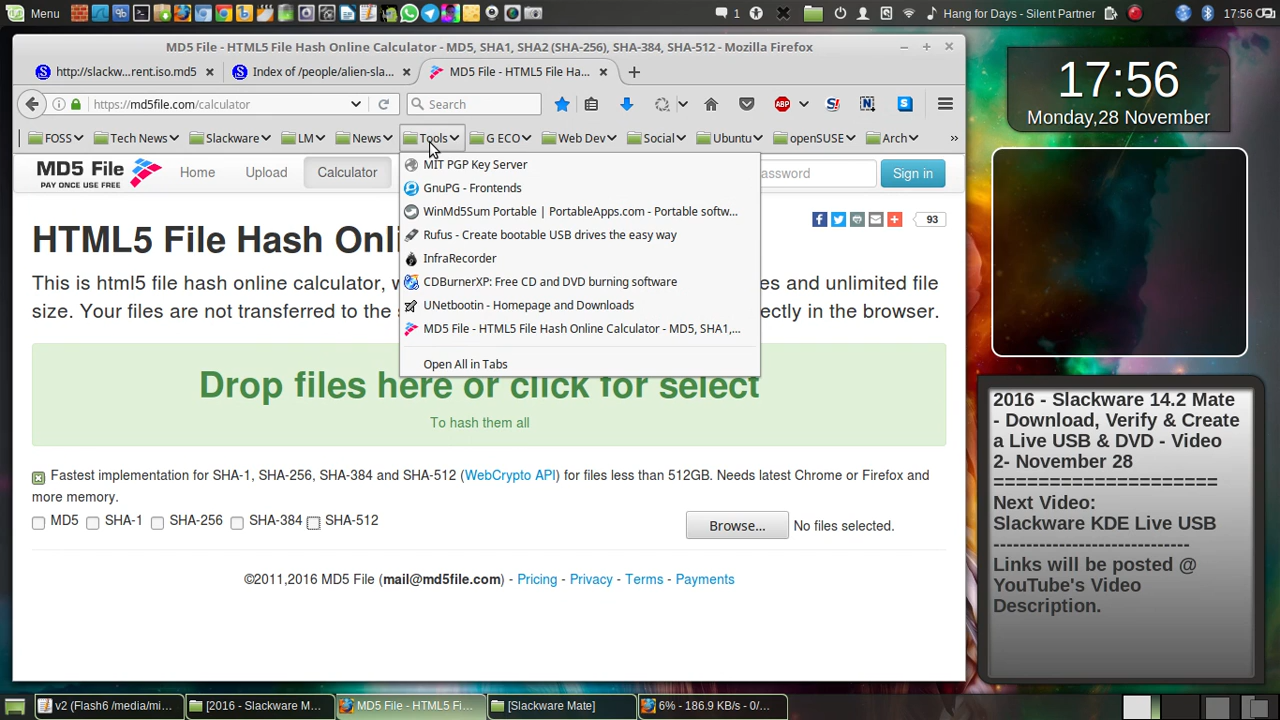 Menu
1
Hang for Days - Silent Partner
17:56
MD5 File - HTML5 File Hash Online Calculator - MD5, SHA1, SHA2 (SHA-256), SHA-384, SHA-512 - Mozilla Firefox
http://slackw...rent.iso.md5
Index of /people/alien-sla...
MD5 File - HTML5 File Ha...
https://md5file.com/calculator
Search
ABP
FOSS
Tech News
Slackware
LM
News
Tools
G ECO
Web Dev
Social
Ubuntu
openSUSE
Arch
MD5 File
PAY ONCE USE FREE
Home
Upload
Calculator
assword
Sign in
MIT PGP Key Server
GnuPG - Frontends
WinMd5Sum Portable | PortableApps.com - Portable softw...
Rufus - Create bootable USB drives the easy way
InfraRecorder
CDBurnerXP: Free CD and DVD burning software
UNetbootin - Homepage and Downloads
MD5 File - HTML5 File Hash Online Calculator - MD5, SHA1,...
Open All in Tabs
93
HTML5 File Hash Onli
This is html5 file hash online calculator, w
es and unlimited file
size. Your files are not transferred to the s
ectly in the browser.
Drop files here or click for select
To hash them all
Fastest implementation for SHA-1, SHA-256, SHA-384 and SHA-512 (WebCrypto API) for files less than 512GB. Needs latest Chrome or Firefox and
more memory.
MD5
SHA-1
SHA-256
SHA-384
SHA-512
Browse...
No files selected.
©2011,2016 MD5 File (mail@md5file.com) - Pricing - Privacy - Terms - Payments
17:56
Monday,28 November
2016 - Slackware 14.2 Mate
- Download, Verify & Create
a Live USB & DVD - Video
2- November 28
====================
Next Video:
Slackware KDE Live USB
----------------------------
Links will be posted @
YouTube's Video
Description.
v2 (Flash6 /media/mi...
[2016 - Slackware M...
MD5 File - HTML5 Fi...
[Slackware Mate]
6% - 186.9 KB/s - 0/...